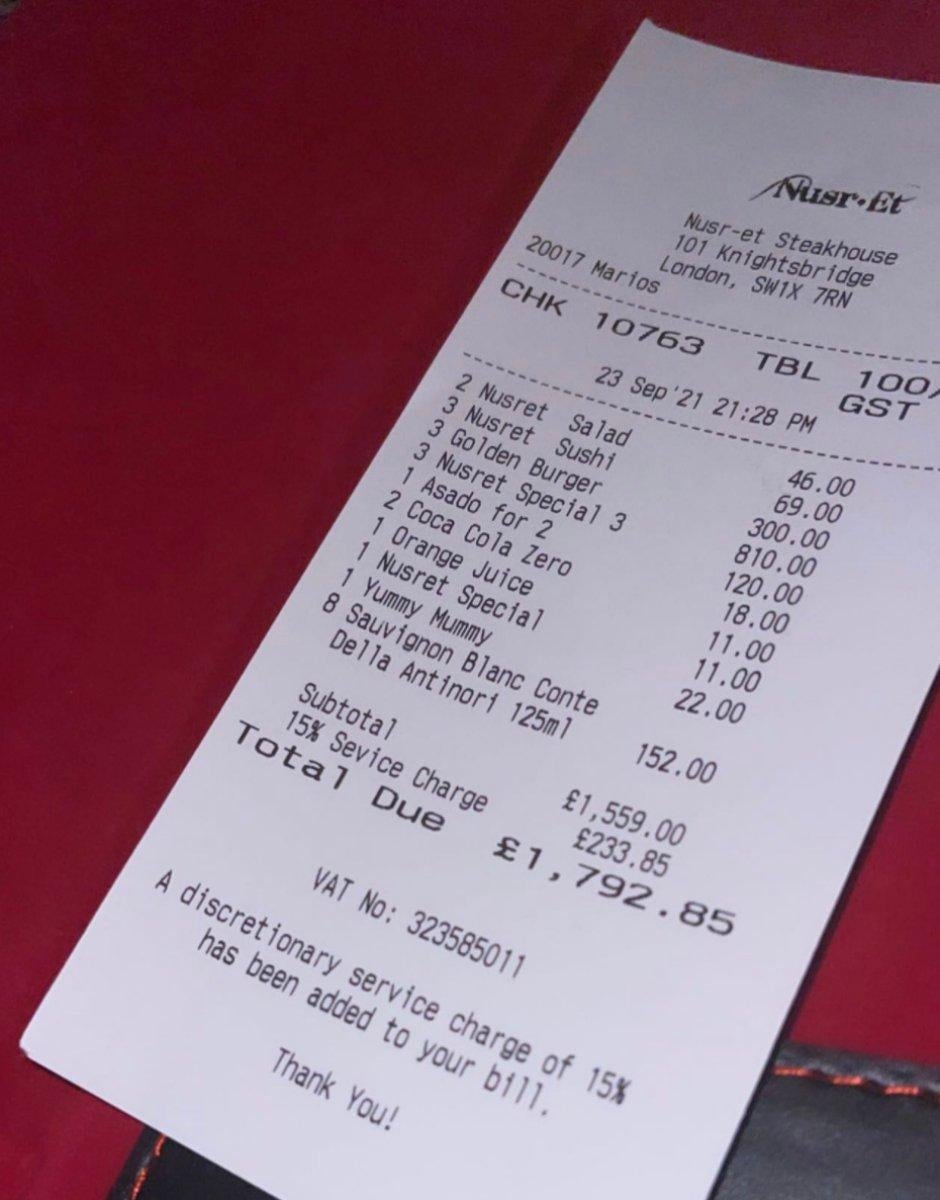 Nusr-Et
Nusr-et Steakhouse
101 Knightsbridge
London, SW1X 7RN
20017 Marios
CHK 10763 TBL 100/
GST
23 Sep'21 21:28 PM
2 Nusret Salad 46.00
3 Nusret Sushi 69.00
3 Golden Burger 300.00
3 Nusret Special 3 810.00
1 Asado for 2 120.00
2 Coca Cola Zero 18.00
1 Orange Juice 11.00
1 Nusret Special 11.00
1 Yummy Mummy 22.00
8 Sauvignon Blanc Conte
Della Antinori 125ml 152.00
Subtotal £1,559.00
15% Sevice Charge £233.85
Total Due £1,792.85
VAT No: 323585011
A discretionary service charge of 15%
has been added to your bill.
Thank You!